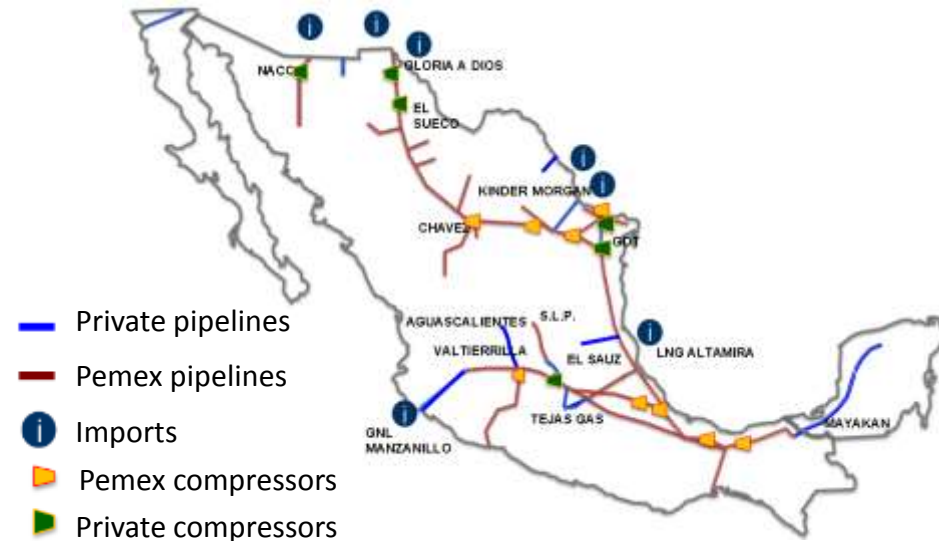 NACO
GLORIA A DIOS
EL
SUECO
KINDER MORGAN
CHAVEZ
GDT
AGUASCALIENTES
S.L.P.
VALTIERRILLA
EL SAUZ
LNG ALTAMIRA
TEJAS GAS
GNL
MANZANILLO
MAYAKAN
Private pipelines
Pemex pipelines
i Imports
Pemex compressors
Private compressors
i
i
i
i
i
i
i